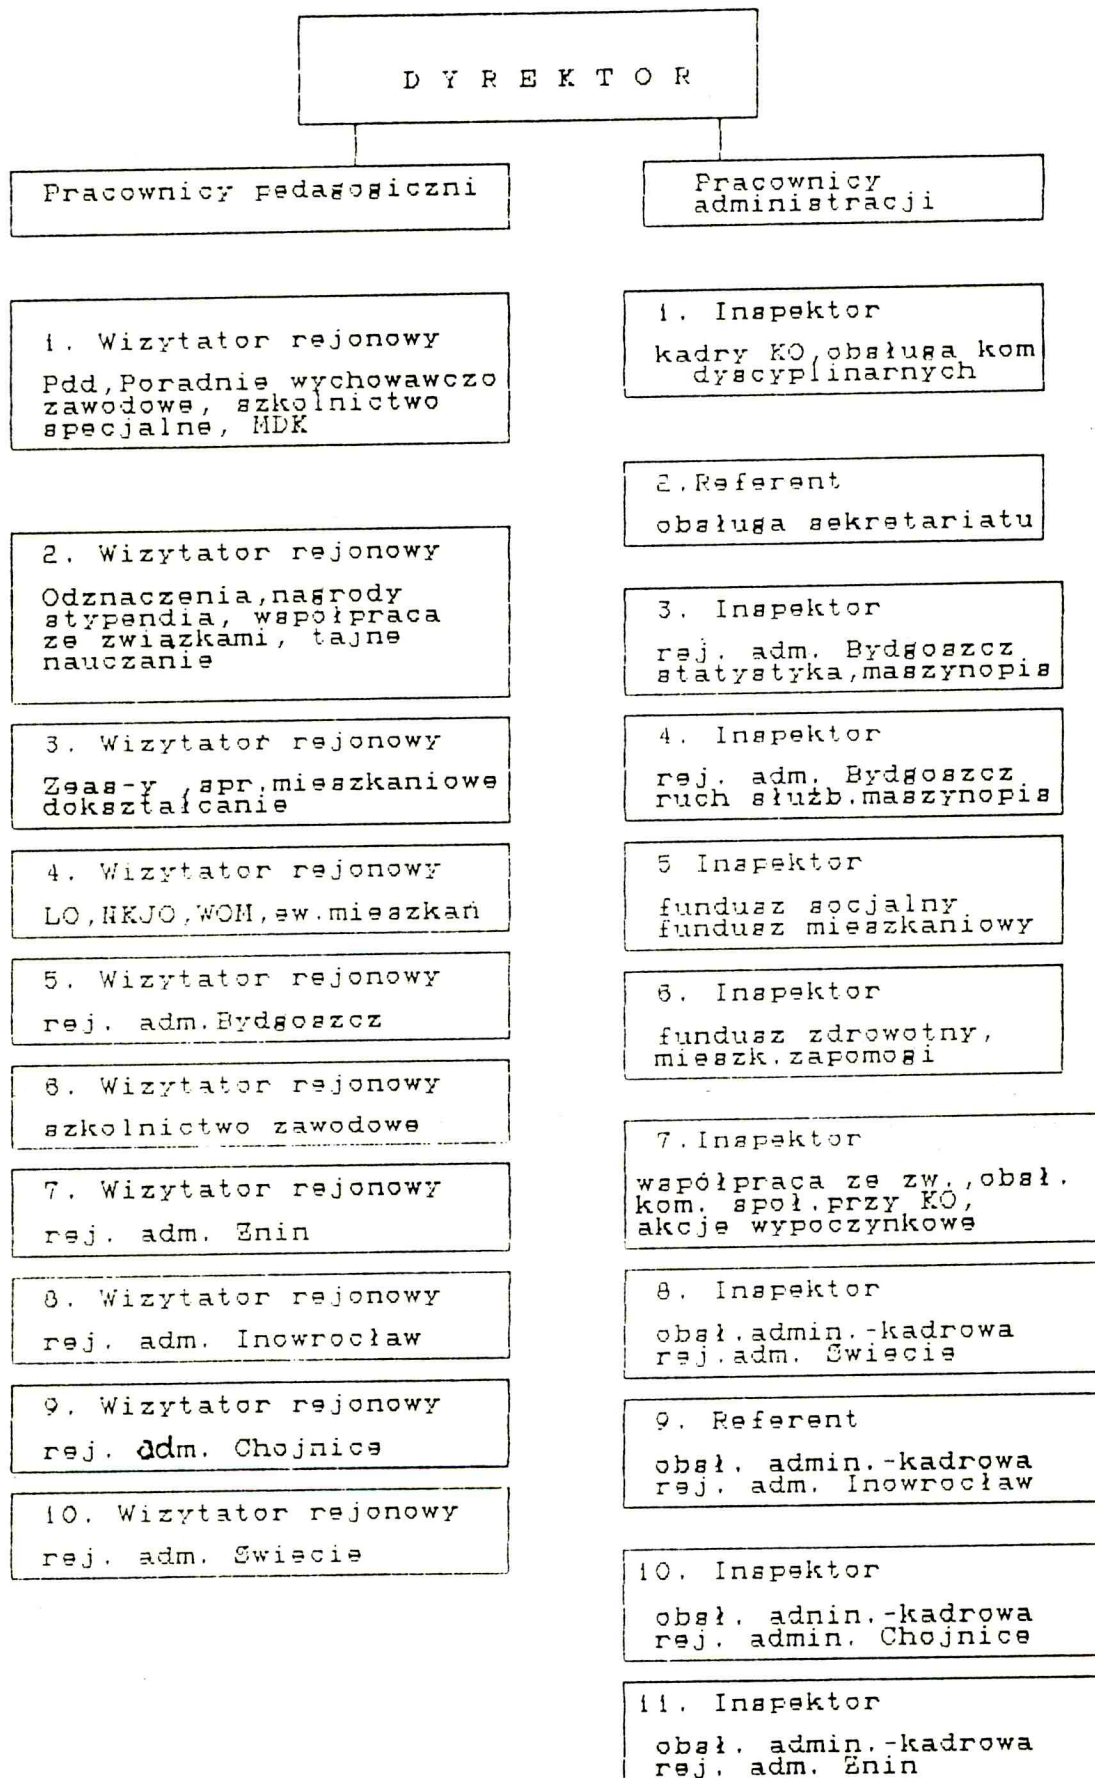 D Y R E K T O R
Pracownicy pedagogiczni
1. Wizytator rejonowy
Pdd,Poradnie wychowawczo
zawodowe, szkolnictwo
specjalne, MDK
2. Wizytator rejonowy
Odznaczenia,nagrody
stypendia, współpraca
ze związkami, tajne
nauczanie
3. Wizytator rejonowy
Zeas-y ,spr.mieszkaniowe
dokształcanie
4. Wizytator rejonowy
LO,NKJO,WOM,ew.mieszkań
5. Wizytator rejonowy
rej. adm.Bydgoszcz
6. Wizytator rejonowy
szkolnictwo zawodowe
7. Wizytator rejonowy
rej. adm. Żnin
8. Wizytator rejonowy
rej. adm. Inowrocław
9. Wizytator rejonowy
rej. adm. Chojnice
10. Wizytator rejonowy
rej. adm. Świecie
Pracownicy
administracji
1. Inspektor
kadry KO,obsługa kom
dyscyplinarnych
2.Referent
obsługa sekretariatu
3. Inspektor
rej. adm. Bydgoszcz
statystyka,maszynopis
4. Inspektor
rej. adm. Bydgoszcz
ruch służb.maszynopis
5 Inspektor
fundusz socjalny
fundusz mieszkaniowy
6. Inspektor
fundusz zdrowotny,
mieszk.zapomogi
7.Inspektor
współpraca ze zw.,obsł.
kom. społ.przy KO,
akcje wypoczynkowe
8. Inspektor
obsł.admin.-kadrowa
rej.adm. Świecie
9. Referent
obsł. admin.-kadrowa
rej. adm. Inowrocław
10. Inspektor
obsł. adnin.-kadrowa
rej. admin. Chojnice
11. Inspektor
obsł. admin.-kadrowa
rej. adm. Żnin